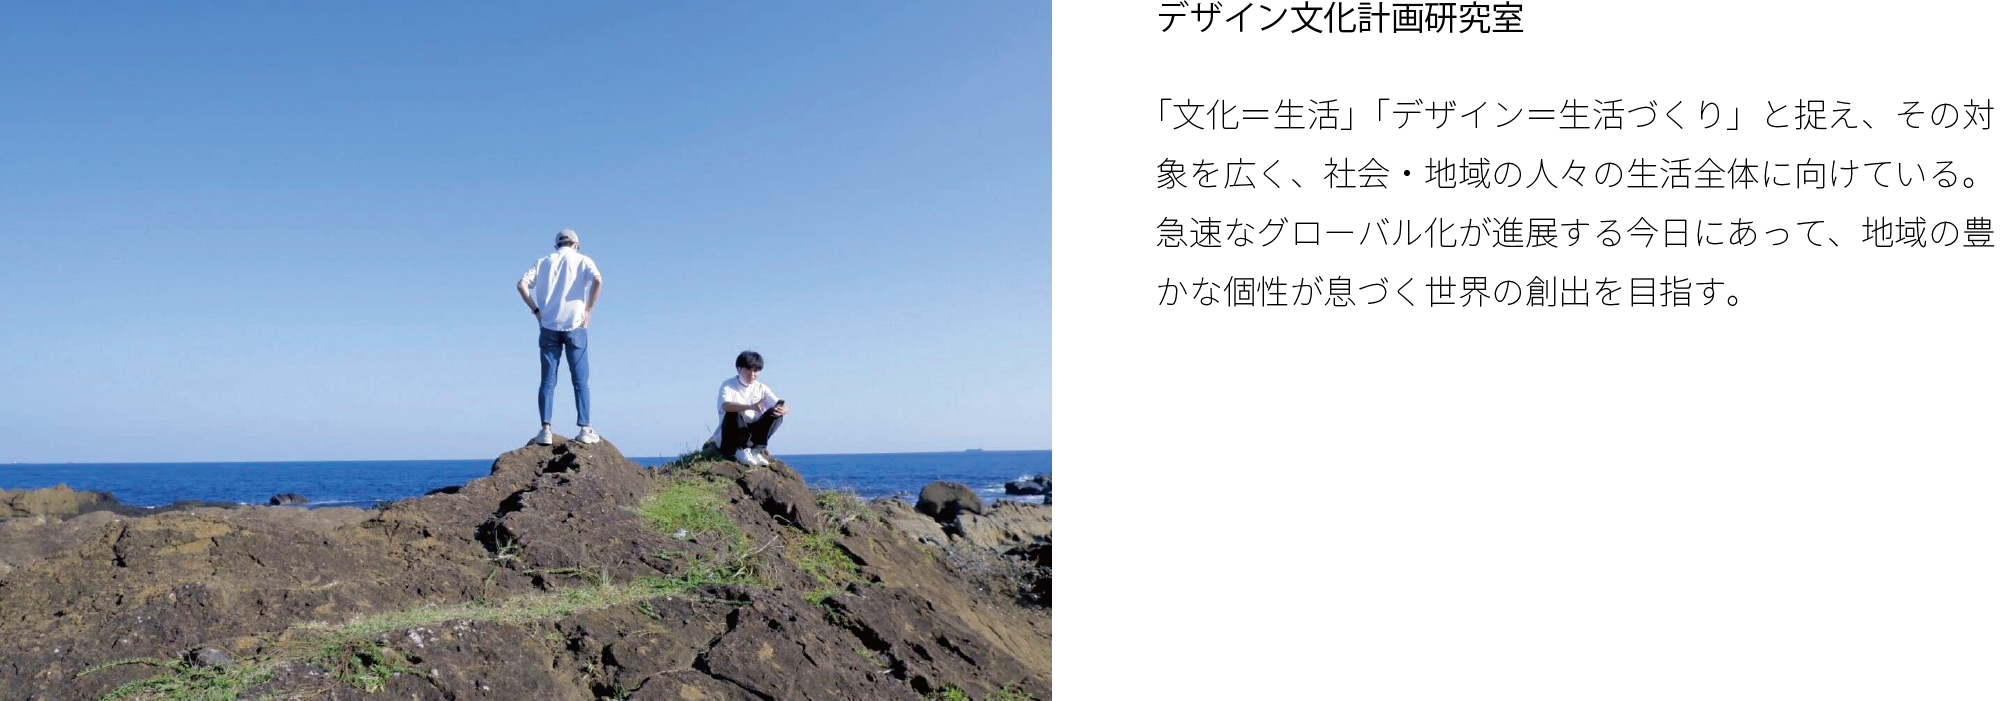 デザイン文化計画研究室
「文化＝生活」「デザイン＝生活づくり」と捉え、その対
象を広く、社会・地域の人々の生活全体に向けている。
急速なグローバル化が進展する今日にあって、地域の豊
かな個性が息づく世界の創出を目指す。